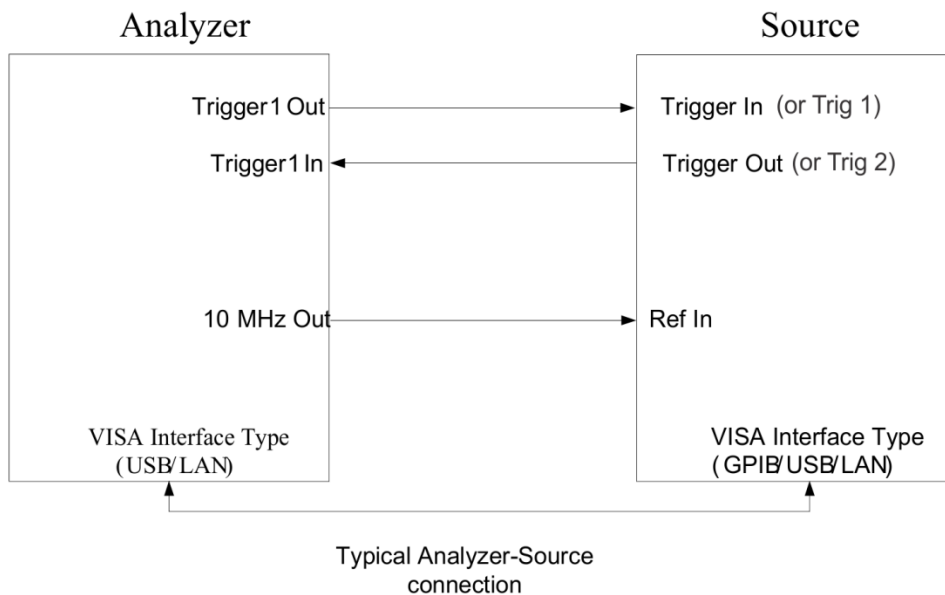 Analyzer
Source
Trigger1 Out
Trigger In (or Trig 1)
Trigger1 In
Trigger Out (or Trig 2)
10 MHz Out
Ref In
VISA Interface Type
(USB/LAN)
VISA Interface Type
(GPIB/USB/LAN)
Typical Analyzer-Source
connection